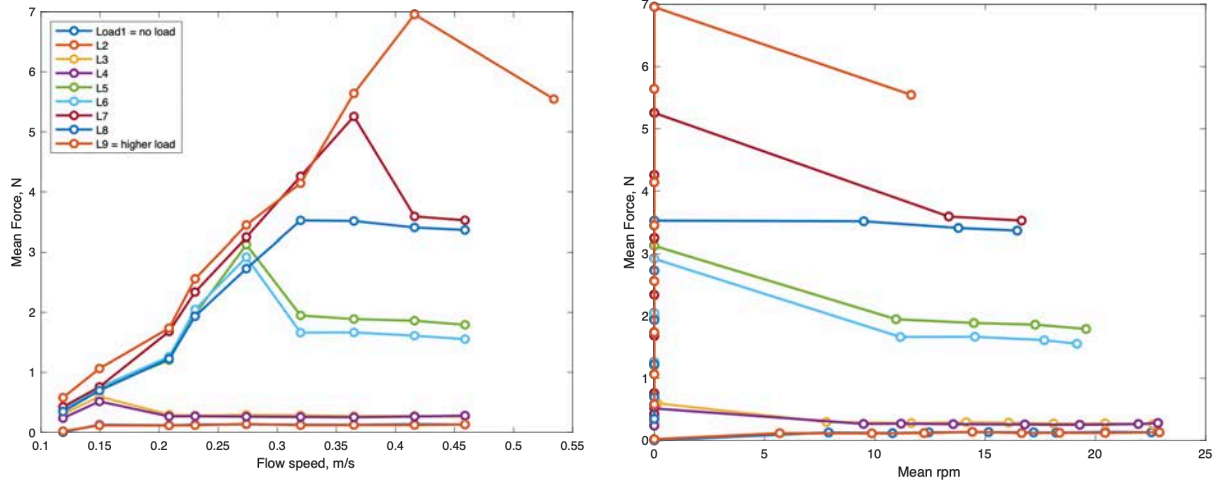 7
6
5
4
3
2
1
0
Mean Force, N
Load1 = no load
L2
L3
L4
L5
L6
L7
L8
L9 = higher load
0.1 0.15 0.2 0.25 0.3 0.35 0.4 0.45 0.5 0.55
Flow speed, m/s
7
6
5
4
3
2
1
0
Mean Force, N
0 5 10 15 20 25
Mean rpm